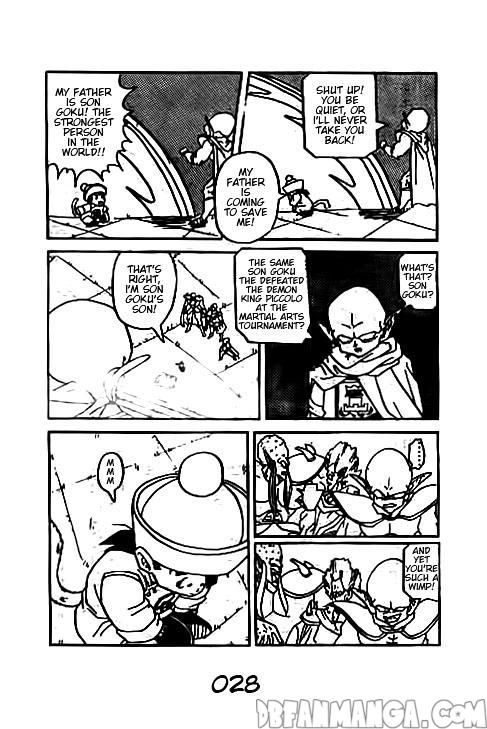 MY FATHER
IS SON
GOKU! THE
STRONGEST
PERSON
IN THE
WORLD!!
SHUT UP!
YOU BE
QUIET, OR
I'LL NEVER
TAKE YOU
BACK!
MY
FATHER
IS
COMING
TO SAVE
ME!
THAT'S
RIGHT,
I'M SON
GOKU'S
SON!
THE SAME
SON GOKU
THE DEFEATED
THE DEMON
KING PICCOLO
AT THE
MARTIAL ARTS
TOURNAMENT?
WHAT'S
THAT?
SON
GOKU?
M
M
M
...
......
AND
YET
YOU'RE
SUCH A
WIMP!
028
DBFANMANGA.COM